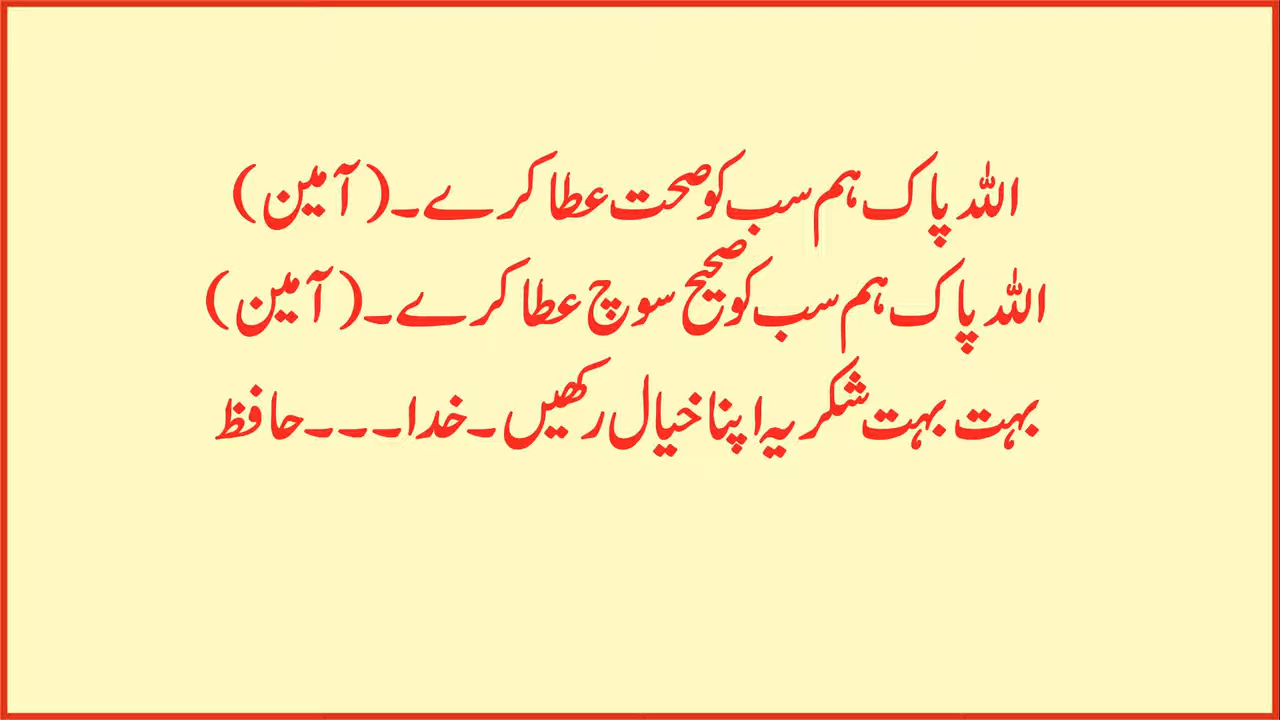 اللہ پاک ہم سب کو صحت عطا کرے۔ (آمین)
اللہ پاک ہم سب کو صحیح سوچ عطا کرے۔ (آمین)
بہت بہت شکریہ اپنا خیال رکھیں۔ خدا۔۔۔حافظ